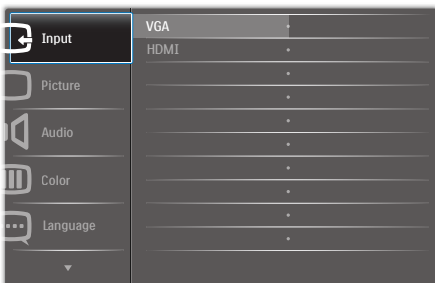 Input
Picture
Audio
Color
Language
VGA
HDMI